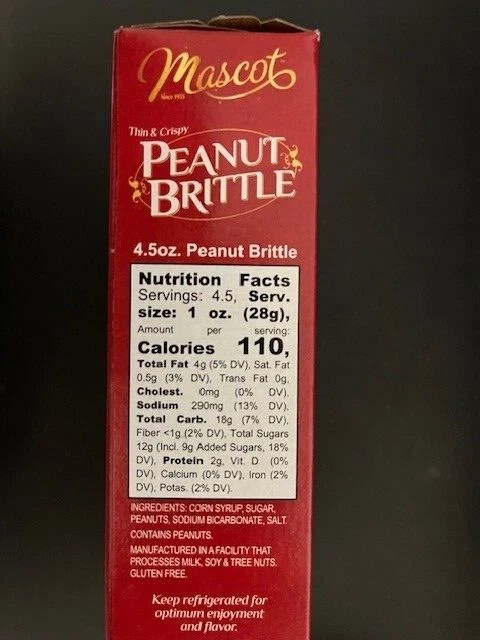 Mascot
Since 1955
Thin & Crispy
PEANUT
BRITTLE
4.5oz. Peanut Brittle
Nutrition Facts
Servings: 4.5, Serv.
size: 1 oz. (28g),
Amount per serving:
Calories 110,
Total Fat 4g (5% DV), Sat. Fat
0.5g (3% DV), Trans Fat 0g,
Cholest. 0mg (0% DV),
Sodium 290mg (13% DV),
Total Carb. 18g (7% DV),
Fiber <1g (2% DV), Total Sugars
12g (Incl. 9g Added Sugars, 18%
DV), Protein 2g, Vit. D (0%
DV), Calcium (0% DV), Iron (2%
DV), Potas. (2% DV).
INGREDIENTS: CORN SYRUP, SUGAR,
PEANUTS, SODIUM BICARBONATE, SALT.
CONTAINS PEANUTS.
MANUFACTURED IN A FACILITY THAT
PROCESSES MILK, SOY & TREE NUTS.
GLUTEN FREE.
Keep refrigerated for
optimum enjoyment
and flavor.